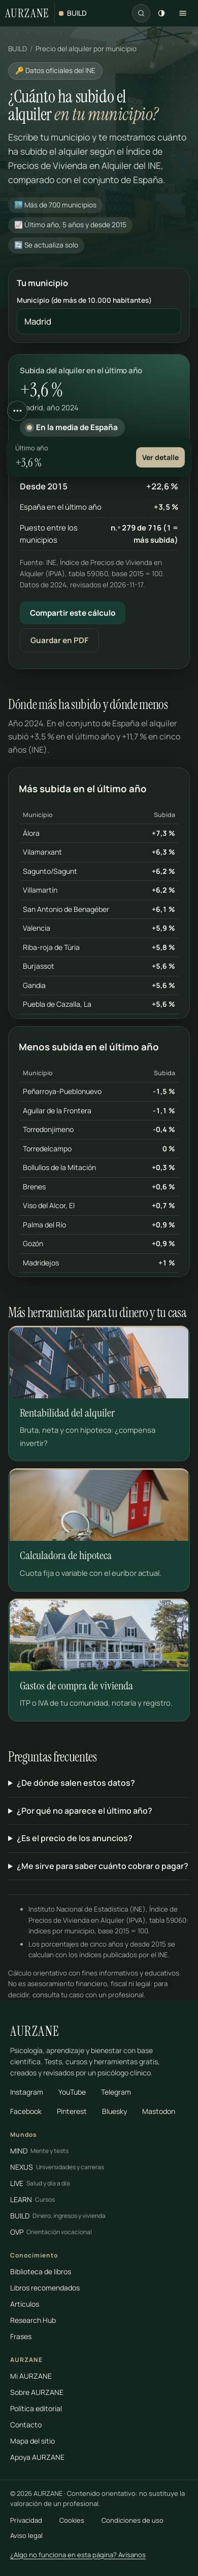 AURZANE BUILD
BUILD / Precio del alquiler por municipio
🔑 Datos oficiales del INE
¿Cuánto ha subido el
alquiler en tu municipio?
Escribe tu municipio y te mostramos cuánto
ha subido el alquiler según el Índice de
Precios de Vivienda en Alquiler del INE,
comparado con el conjunto de España.
🏙️ Más de 700 municipios
📈 Último año, 5 años y desde 2015
🔄 Se actualiza solo
Tu municipio
Municipio (de más de 10.000 habitantes)
Madrid
Subida del alquiler en el último año
+3,6 %
Madrid, año 2024
En la media de España
Último año
+3,6 %
Ver detalle
Desde 2015 +22,6 %
España en el último año +3,5 %
Puesto entre los n.º 279 de 716 (1 =
municipios más subida)
Fuente: INE, Índice de Precios de Vivienda en
Alquiler (IPVA), tabla 59060, base 2015 = 100.
Datos de 2024, revisados el 2026-11-27.
Compartir este cálculo
Guardar en PDF
Dónde más ha subido y dónde menos
Año 2024. En el conjunto de España el alquiler
subió +3,5 % en el último año y +11,7 % en cinco
años (INE).
Más subida en el último año
Municipio Subida
Álora +7,3 %
Vilamarxant +6,3 %
Sagunto/Sagunt +6,2 %
Villamartín +6,2 %
San Antonio de Benagéber +6,1 %
Valencia +5,9 %
Riba-roja de Túria +5,8 %
Burjassot +5,6 %
Gandia +5,6 %
Puebla de Cazalla, La +5,6 %
Menos subida en el último año
Municipio Subida
Peñarroya-Pueblonuevo -1,5 %
Aguilar de la Frontera -1,1 %
Torredonjimeno -0,4 %
Torredelcampo 0 %
Bollullos de la Mitación +0,3 %
Brenes +0,6 %
Viso del Alcor, El +0,7 %
Palma del Río +0,9 %
Gozón +0,9 %
Madridejos +1 %
Más herramientas para tu dinero y tu casa
Rentabilidad del alquiler
Bruta, neta y con hipoteca: ¿compensa
invertir?
Calculadora de hipoteca
Cuota fija o variable con el euríbor actual.
Gastos de compra de vivienda
ITP o IVA de tu comunidad, notaría y registro.
Preguntas frecuentes
¿De dónde salen estos datos?
¿Por qué no aparece el último año?
¿Es el precio de los anuncios?
¿Me sirve para saber cuánto cobrar o pagar?
Instituto Nacional de Estadística (INE), Índice de
Precios de Vivienda en Alquiler (IPVA), tabla 59060:
índices por municipio, base 2015 = 100.
Los porcentajes de cinco años y desde 2015 se
calculan con los índices publicados por el INE.
Cálculo orientativo con fines informativos y educativos.
No es asesoramiento financiero, fiscal ni legal: para
decidir, consulta tu caso con un profesional.
AURZANE
Psicología, aprendizaje y bienestar con base
científica. Tests, cursos y herramientas gratis,
creados y revisados por un psicólogo clínico.
Instagram YouTube Telegram
Facebook Pinterest Bluesky Mastodon
Mundos
MIND Mente y tests
NEXUS Universidades y carreras
LIVE Salud y día a día
LEARN Cursos
BUILD Dinero, ingresos y vivienda
OVP Orientación vocacional
Conocimiento
Biblioteca de libros
Libros recomendados
Artículos
Research Hub
Frases
AURZANE
Mi AURZANE
Sobre AURZANE
Política editorial
Contacto
Mapa del sitio
Apoya AURZANE
© 2026 AURZANE · Contenido orientativo: no sustituye la
valoración de un profesional.
Privacidad Cookies Condiciones de uso
Aviso legal
¿Algo no funciona en esta página? Avísanos